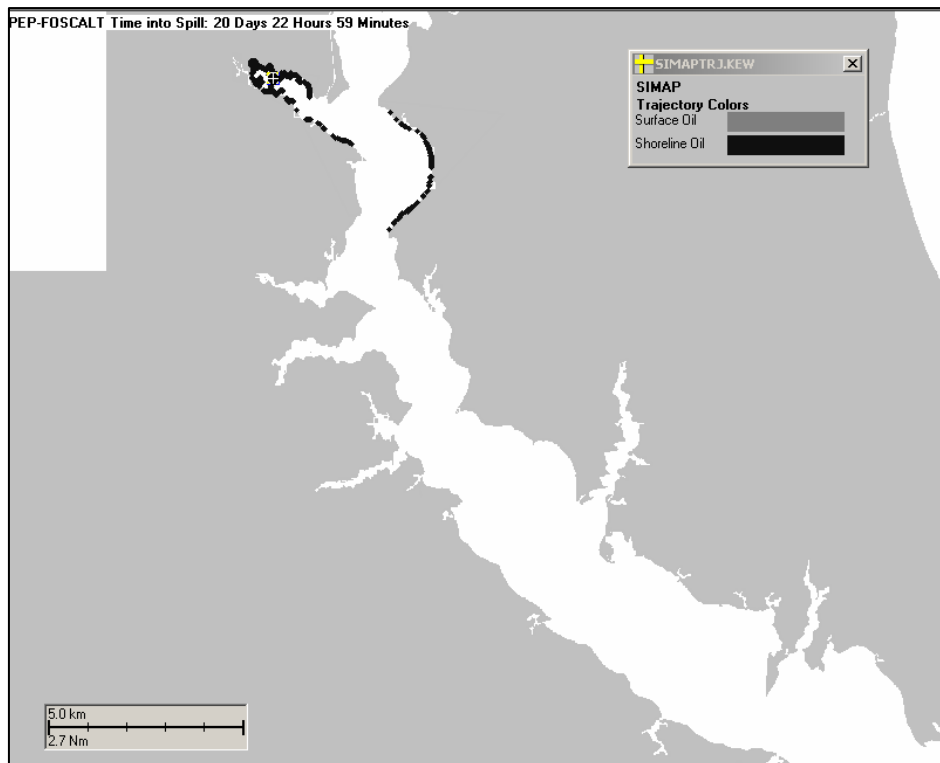 PEP-FOSCALT Time into Spill: 20 Days 22 Hours 59 Minutes
SIMAPTRJ.KEW
SIMAP
Trajectory Colors
Surface Oil
Shoreline Oil
5.0 km
2.7 Nm